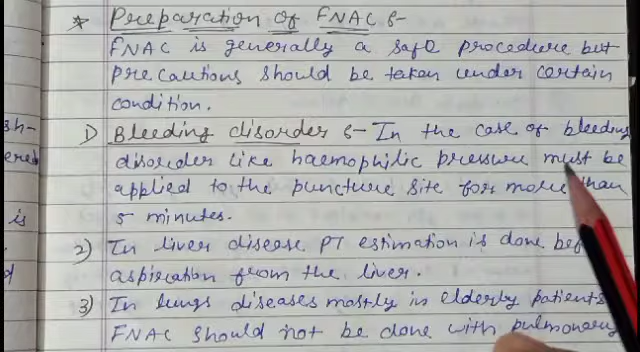 * Preparation of FNAC :-
FNAC is generally a safe procedure but
precautions should be taken under certain
condition.
sh-
1) Bleeding disorder :- In the case of bleeding
ered
disorder like haemophilic pressure must be
applied to the puncture site for more than
is
5 minutes.
2) In liver disease PT estimation is done bef
d
aspiration from the liver.
3) In lungs diseases mostly in elderly patients
FNAC should not be done with pulmonary